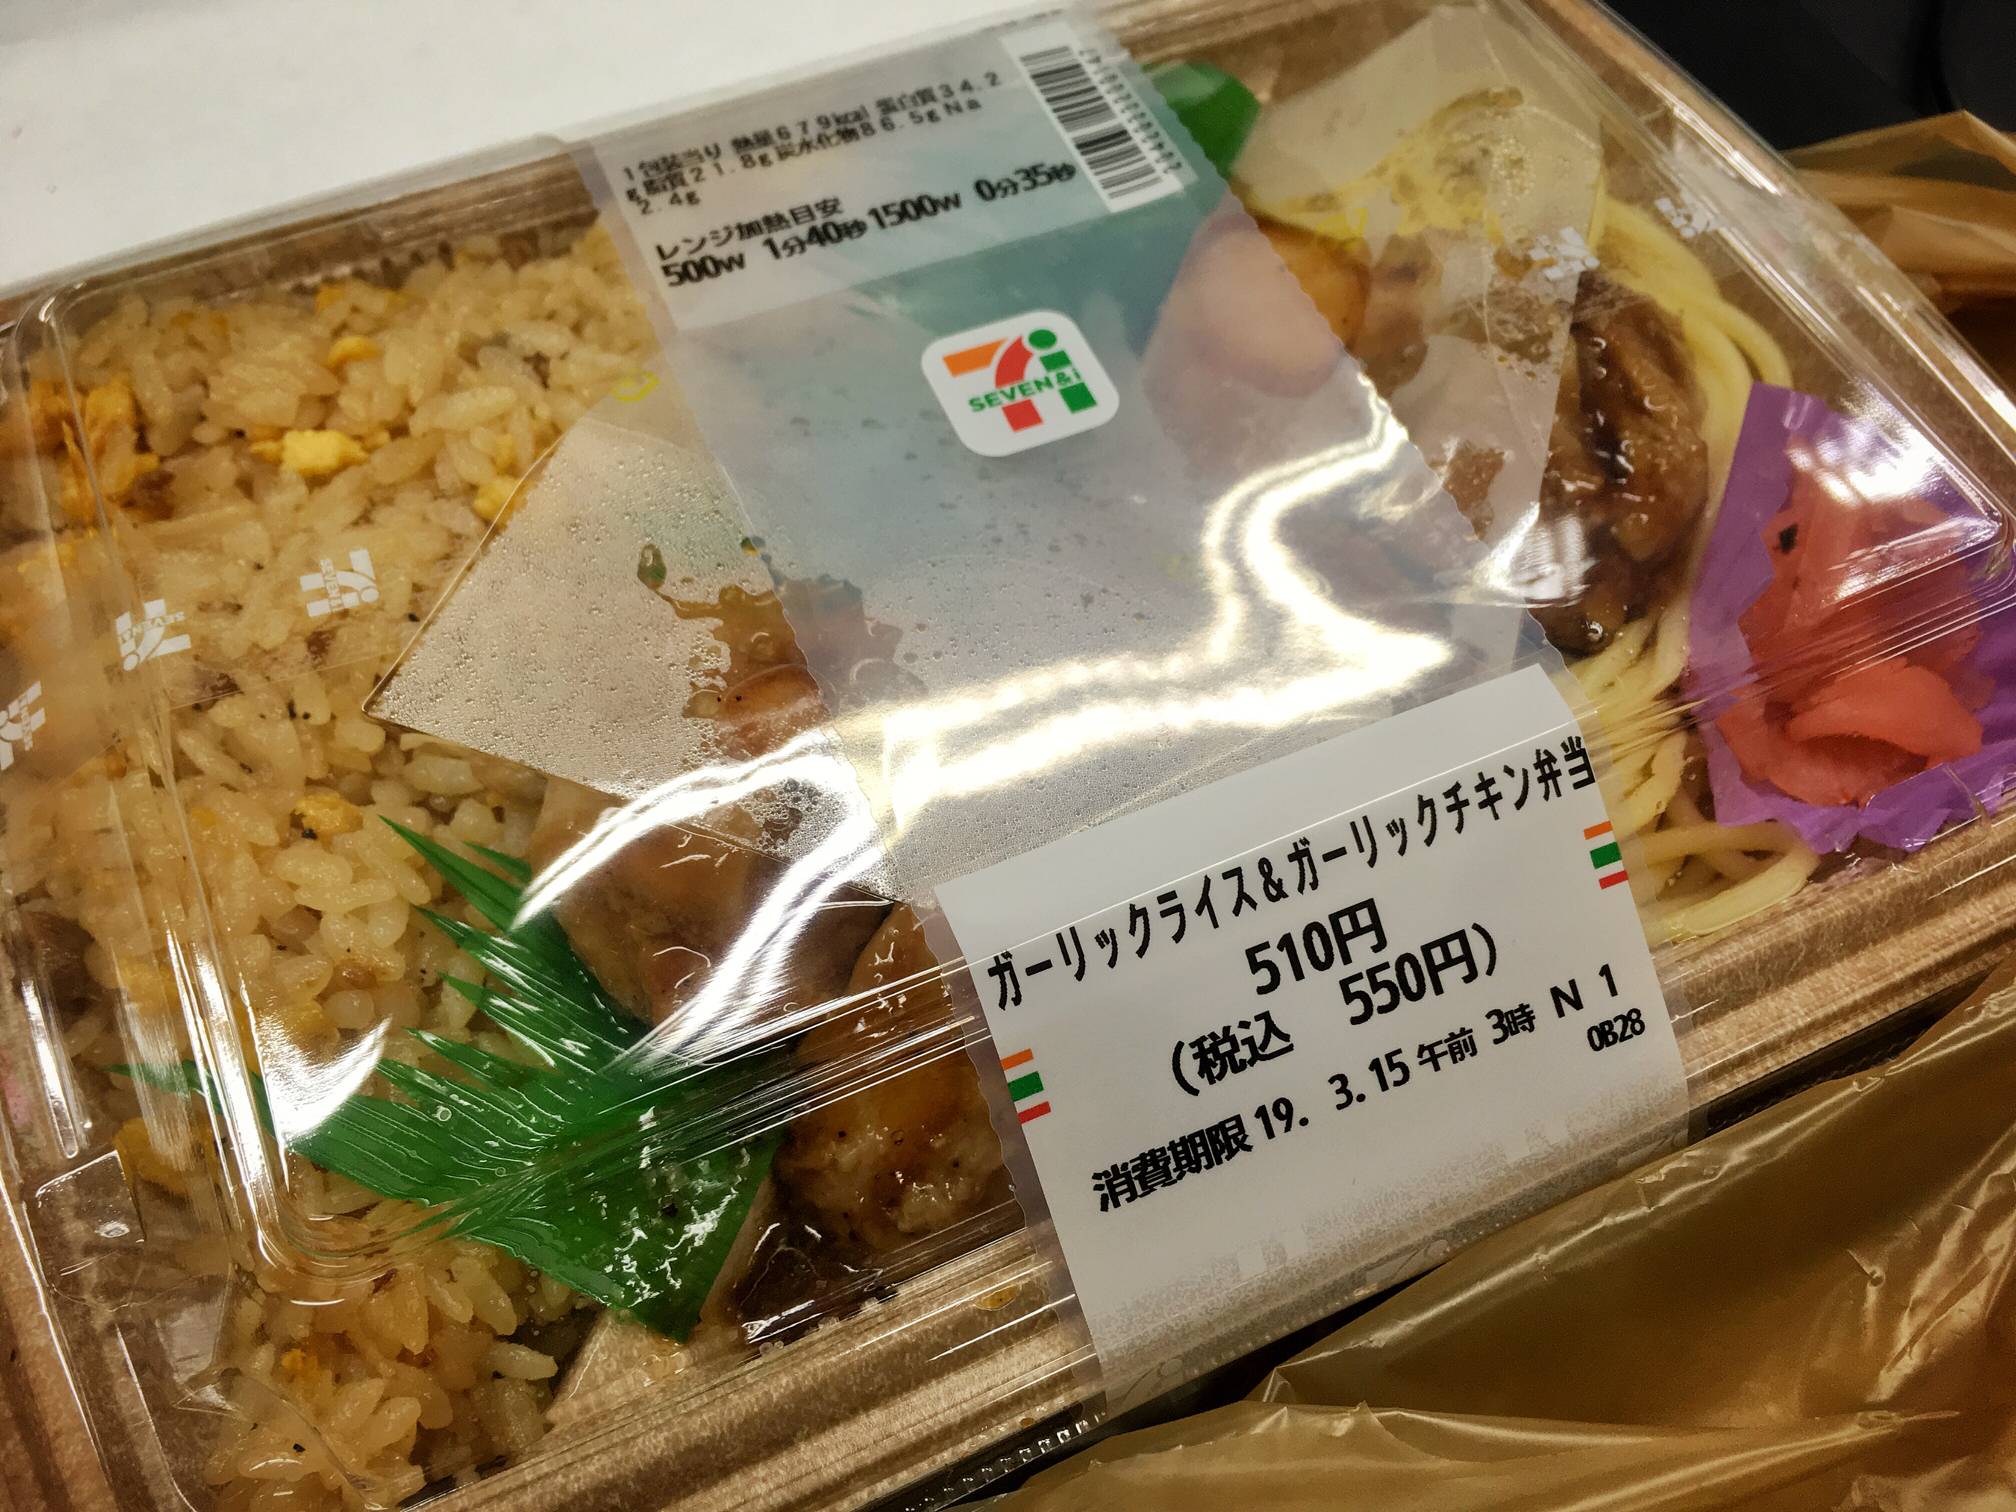 1包装当り 熱量679kcal 蛋白質34.2
g 脂質21.8g 炭水化物86.5g Na
2.4g
レンジ加熱目安
500w 1分40秒 1500w 0分35秒
SEVEN&i
ガーリックライス&ガーリックチキン弁当
510円
(税込 550円)
消費期限 19. 3. 15 午前 3時 N 1
0B28